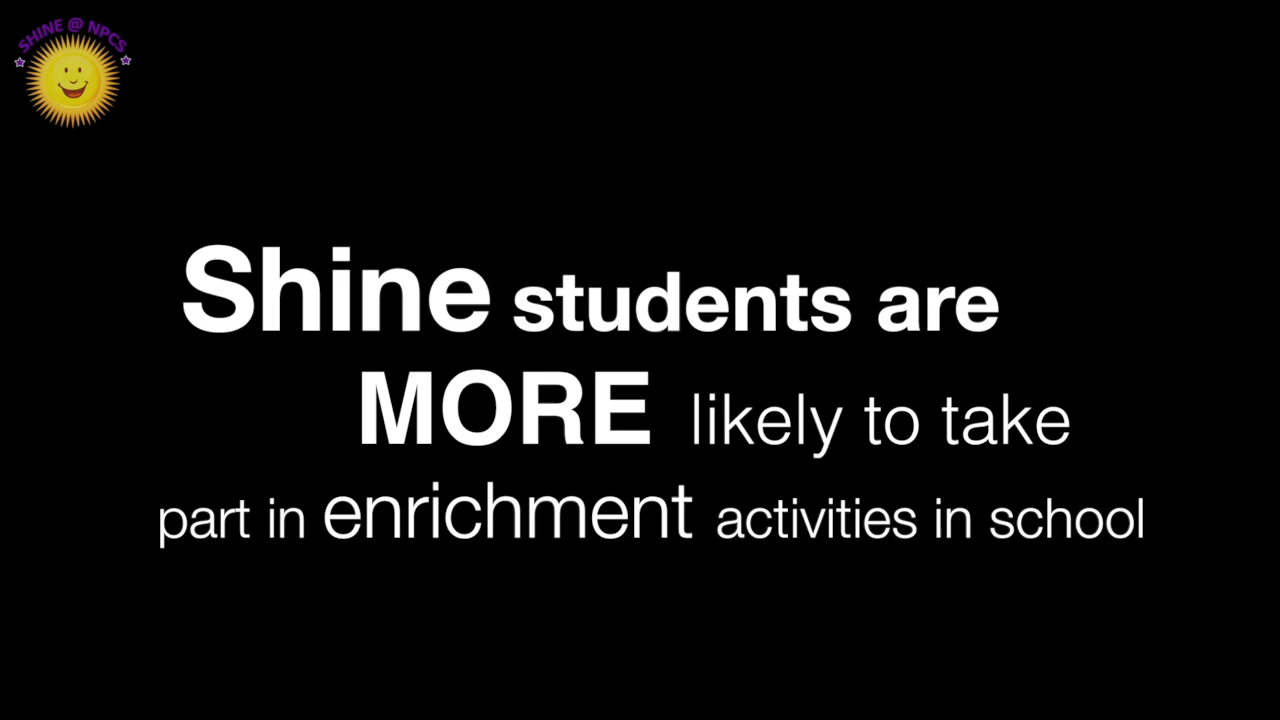 SHINE @ NPCS
Shine students are
MORE likely to take
part in enrichment activities in school